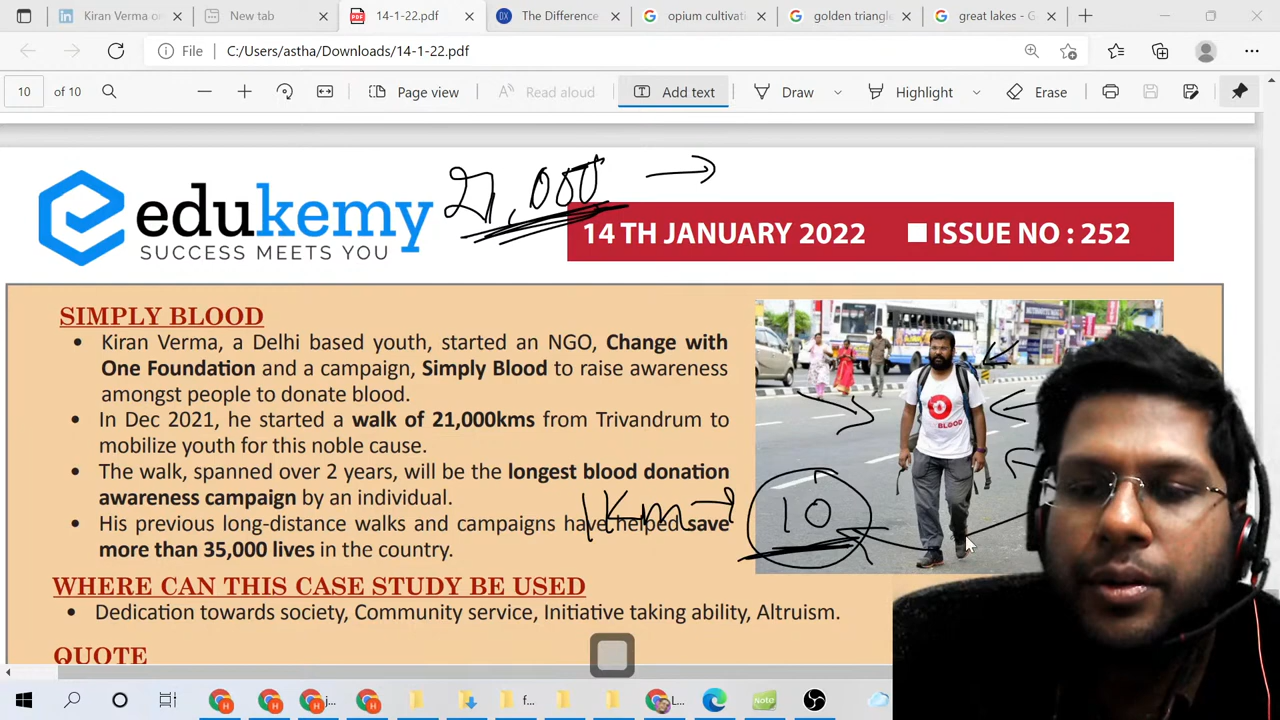 Kiran Verma on
New tab
14-1-22.pdf
The Difference
opium cultivati
golden triangle
great lakes - G
File
C:/Users/astha/Downloads/14-1-22.pdf
10 of 10
Page view
Read aloud
Add text
Draw
Highlight
Erase
21,000
edukemy
SUCCESS MEETS YOU
14 TH JANUARY 2022 ISSUE NO : 252
SIMPLY BLOOD
• Kiran Verma, a Delhi based youth, started an NGO, Change with
One Foundation and a campaign, Simply Blood to raise awareness
amongst people to donate blood.
• In Dec 2021, he started a walk of 21,000kms from Trivandrum to
mobilize youth for this noble cause.
• The walk, spanned over 2 years, will be the longest blood donation
awareness campaign by an individual.
• His previous long-distance walks and campaigns have helped save
more than 35,000 lives in the country.
1Km → 10
BLOOD
WHERE CAN THIS CASE STUDY BE USED
• Dedication towards society, Community service, Initiative taking ability, Altruism.
QUOTE